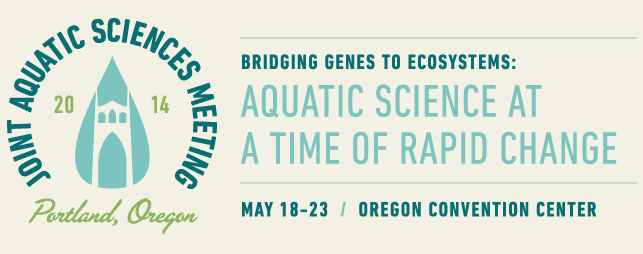 JOINT AQUATIC SCIENCES MEETING
20 14
Portland, Oregon
BRIDGING GENES TO ECOSYSTEMS:
AQUATIC SCIENCE AT
A TIME OF RAPID CHANGE
MAY 18-23 / OREGON CONVENTION CENTER